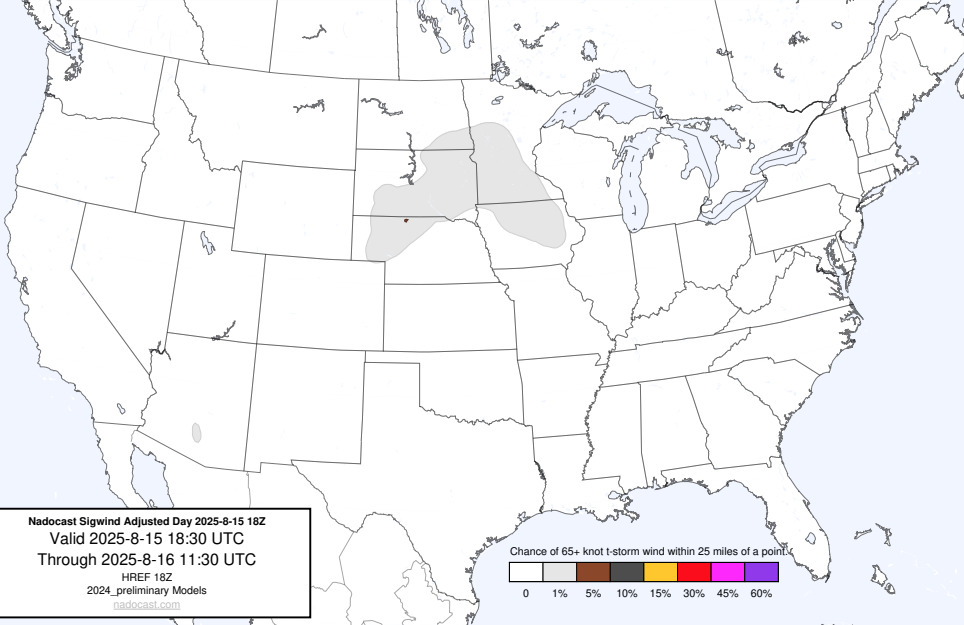 Nadocast Sigwind Adjusted Day 2025-8-15 18Z
Valid 2025-8-15 18:30 UTC
Through 2025-8-16 11:30 UTC
HREF 18Z
2024_preliminary Models
nadocast.com
Chance of 65+ knot t-storm wind within 25 miles of a point.
0 1% 5% 10% 15% 30% 45% 60%